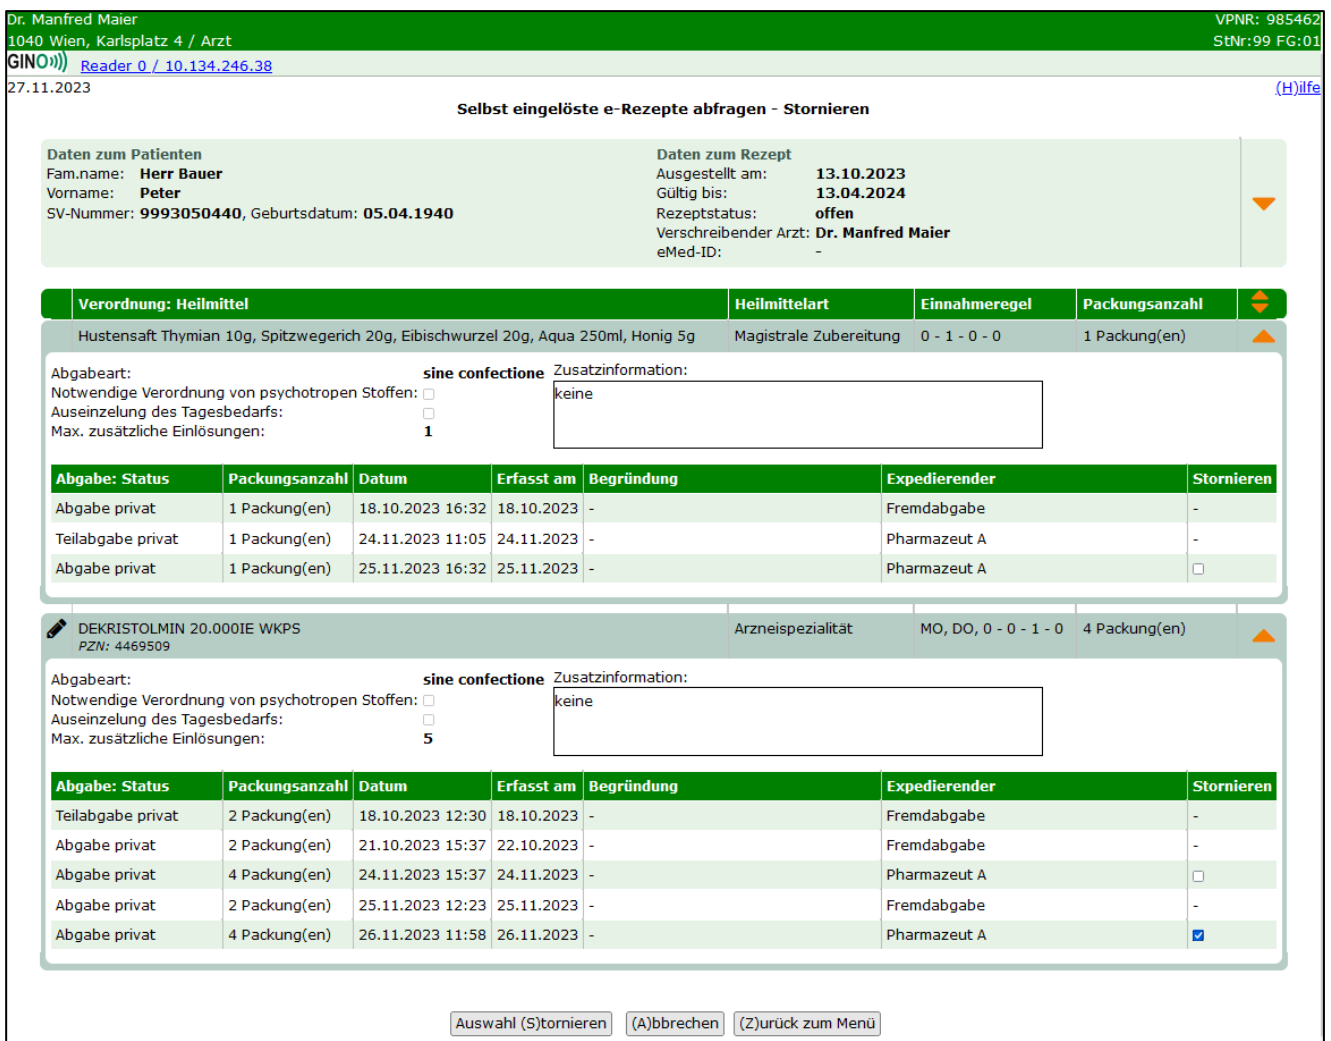 Dr. Manfred Maier VPNR: 985462
1040 Wien, Karlsplatz 4 / Arzt StNr:99 FG:01
GINO Reader 0 / 10.134.246.38
27.11.2023 (H)ilfe
Selbst eingelöste e-Rezepte abfragen - Stornieren
Daten zum Patienten
Fam.name: Herr Bauer
Vorname: Peter
SV-Nummer: 9993050440, Geburtsdatum: 05.04.1940
Daten zum Rezept
Ausgestellt am: 13.10.2023
Gültig bis: 13.04.2024
Rezeptstatus: offen
Verschreibender Arzt: Dr. Manfred Maier
eMed-ID: -
Verordnung: Heilmittel Heilmittelart Einnahmeregel Packungsanzahl
Hustensaft Thymian 10g, Spitzwegerich 20g, Eibischwurzel 20g, Aqua 250ml, Honig 5g Magistrale Zubereitung 0 - 1 - 0 - 0 1 Packung(en)
Abgabeart: sine confectione
Notwendige Verordnung von psychotropen Stoffen:
Auseinzelung des Tagesbedarfs:
Max. zusätzliche Einlösungen: 1
Zusatzinformation:
keine
Abgabe: Status Packungsanzahl Datum Erfasst am Begründung Expedierender Stornieren
Abgabe privat 1 Packung(en) 18.10.2023 16:32 18.10.2023 - Fremdabgabe -
Teilabgabe privat 1 Packung(en) 24.11.2023 11:05 24.11.2023 - Pharmazeut A -
Abgabe privat 1 Packung(en) 25.11.2023 16:32 25.11.2023 - Pharmazeut A
DEKRISTOLMIN 20.000IE WKPS Arzneispezialität MO, DO, 0 - 0 - 1 - 0 4 Packung(en)
PZN: 4469509
Abgabeart: sine confectione
Notwendige Verordnung von psychotropen Stoffen:
Auseinzelung des Tagesbedarfs:
Max. zusätzliche Einlösungen: 5
Zusatzinformation:
keine
Abgabe: Status Packungsanzahl Datum Erfasst am Begründung Expedierender Stornieren
Teilabgabe privat 2 Packung(en) 18.10.2023 12:30 18.10.2023 - Fremdabgabe -
Abgabe privat 2 Packung(en) 21.10.2023 15:37 22.10.2023 - Fremdabgabe -
Abgabe privat 4 Packung(en) 24.11.2023 15:37 24.11.2023 - Pharmazeut A
Abgabe privat 2 Packung(en) 25.11.2023 12:23 25.11.2023 - Fremdabgabe -
Abgabe privat 4 Packung(en) 26.11.2023 11:58 26.11.2023 - Pharmazeut A
Auswahl (S)tornieren (A)bbrechen (Z)urück zum Menü